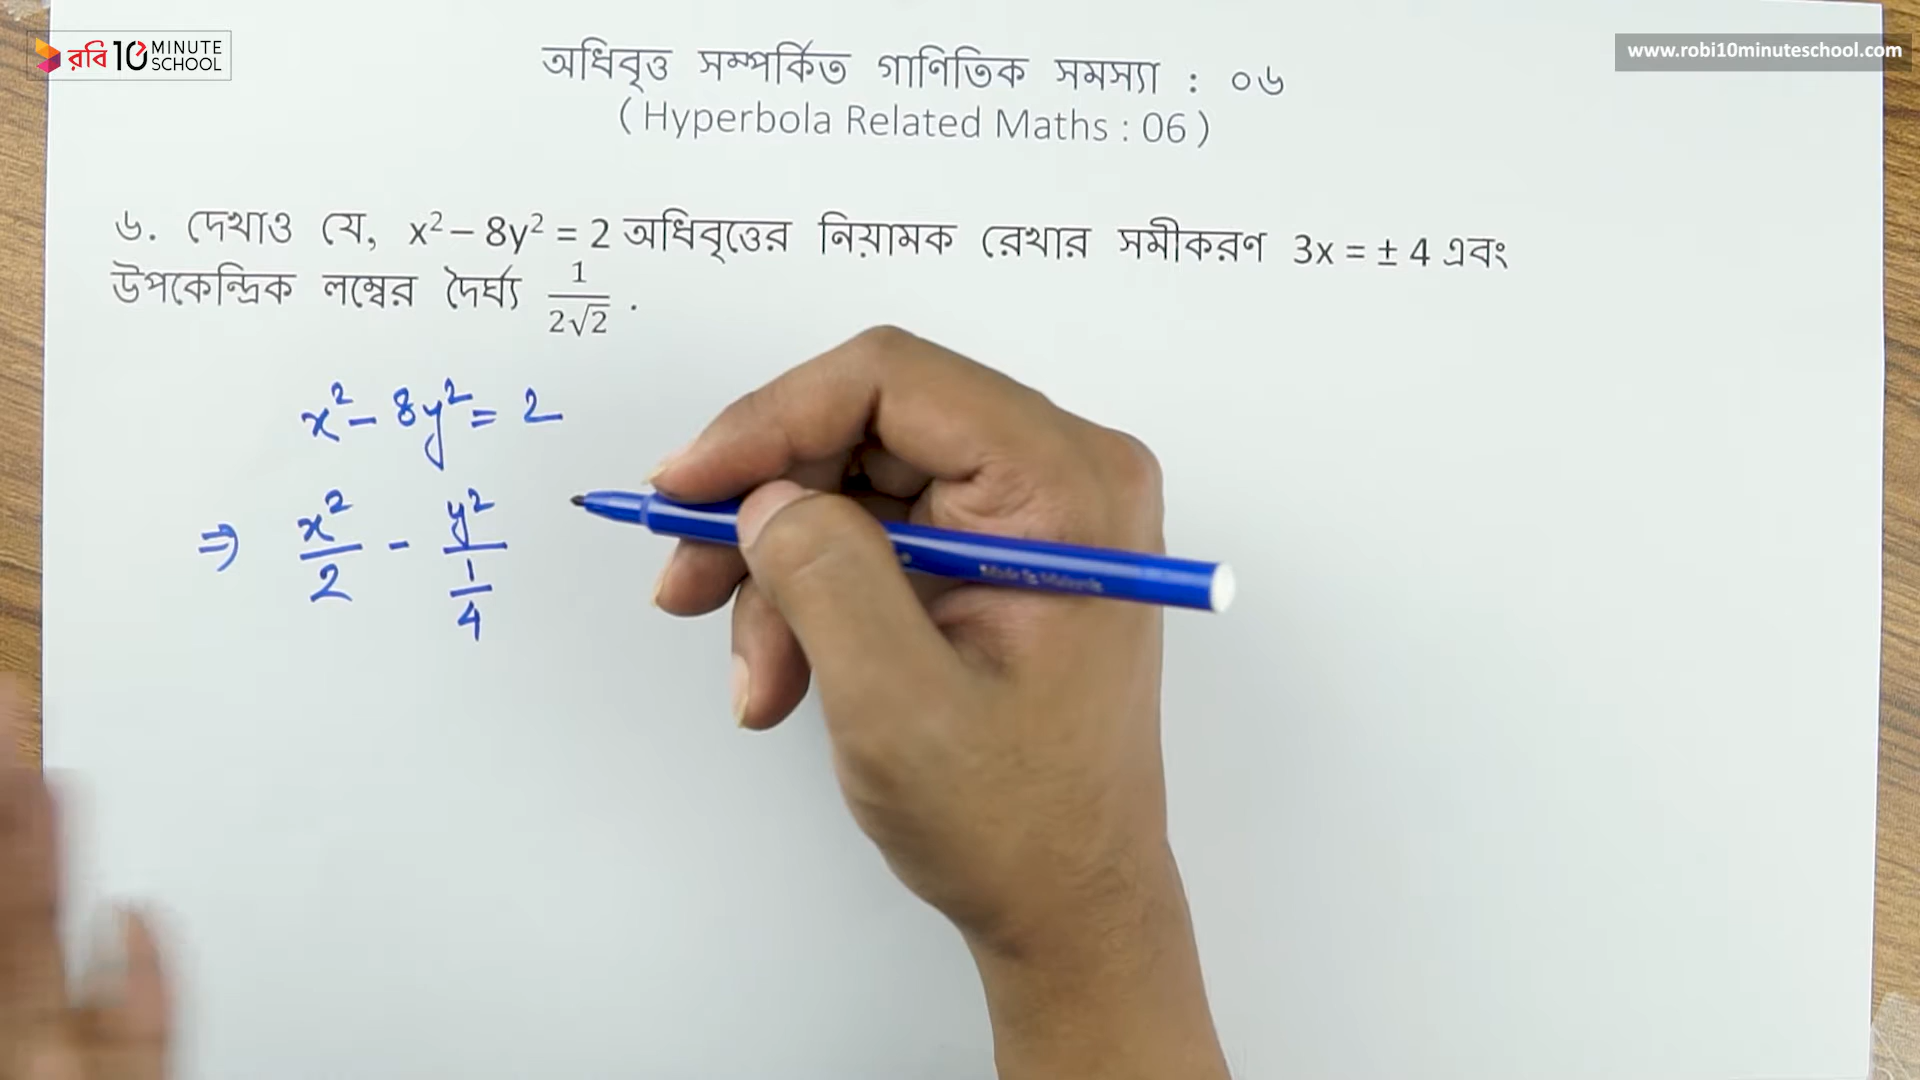 রবি 10 MINUTE SCHOOL
www.robi10minuteschool.com
অধিবৃত্ত সম্পর্কিত গাণিতিক সমস্যা : ০৬
( Hyperbola Related Maths : 06 )
৬. দেখাও যে, x² – 8y² = 2 অধিবৃত্তের নিয়ামক রেখার সমীকরণ 3x = ± 4 এবং
উপকেন্দ্রিক লম্বের দৈর্ঘ্য 1/(2√2) .
x² – 8y² = 2
⇒ x²/2 - y²/(1/4)